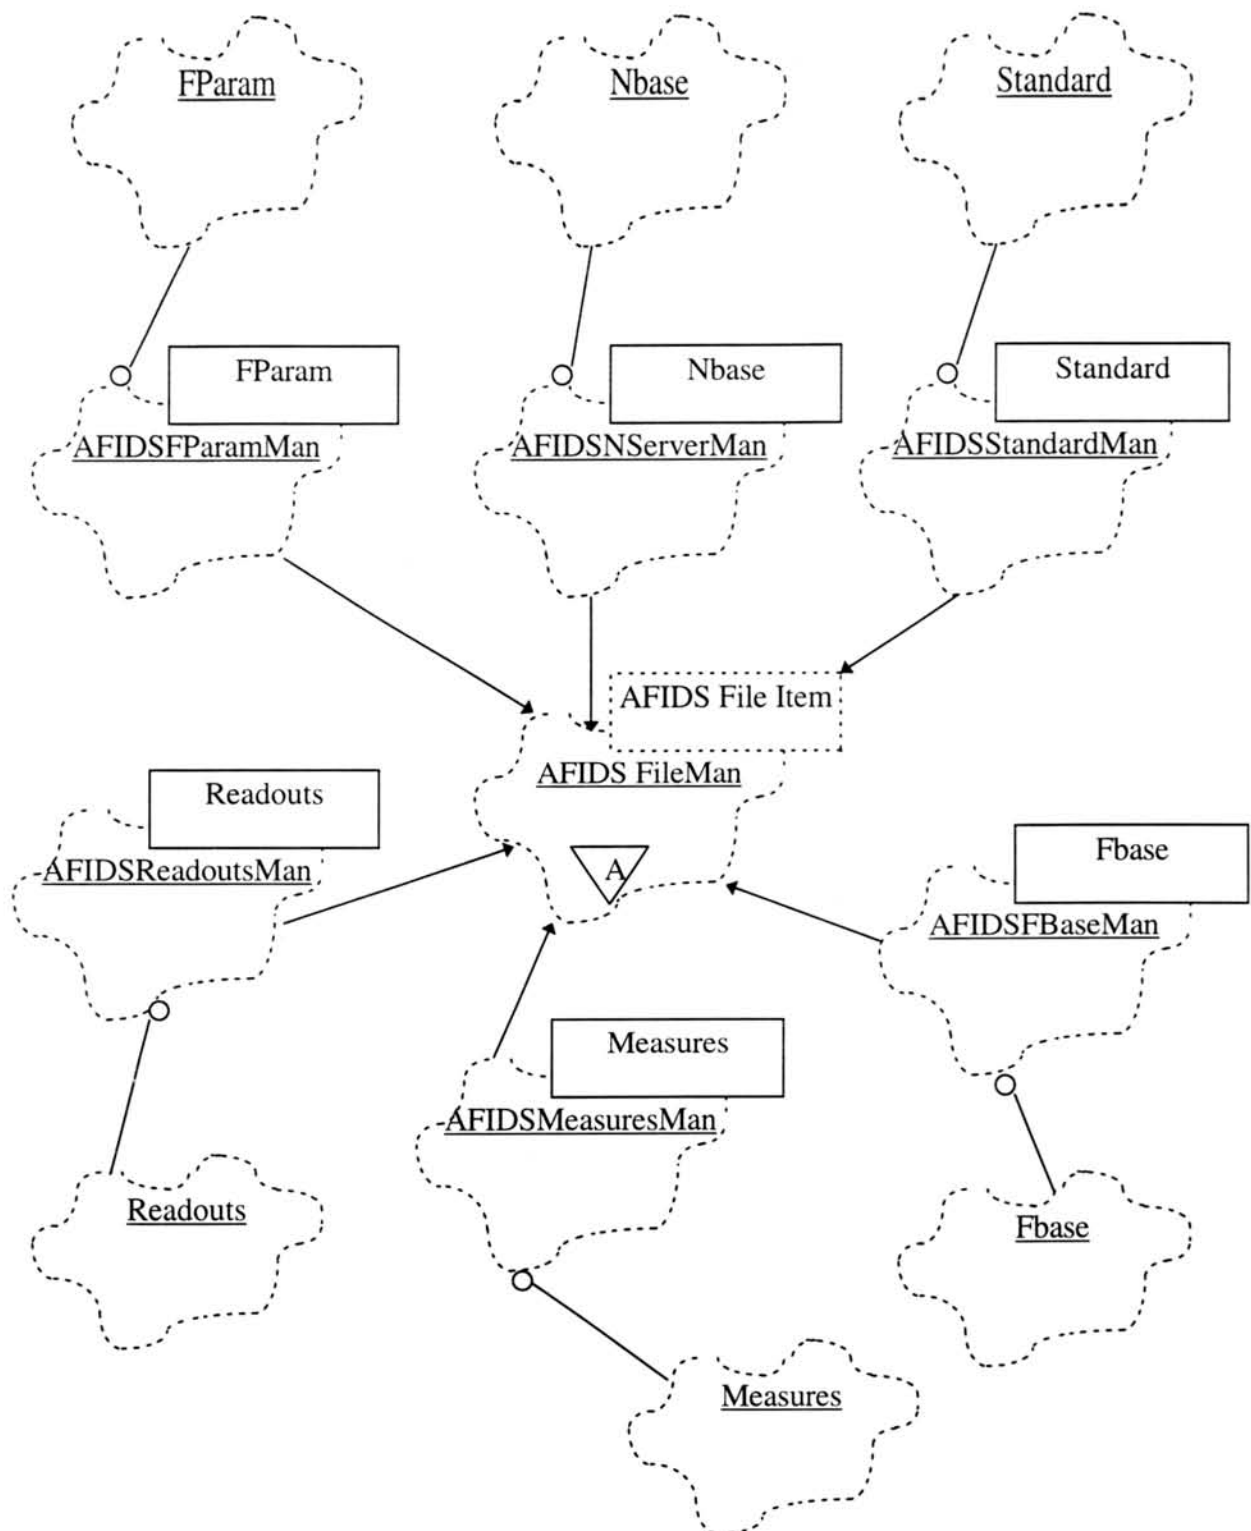 FParam
Nbase
Standard
FParam
Nbase
Standard
AFIDSFParamMan
AFIDSNServerMan
AFIDSStandardMan
AFIDS File Item
AFIDS FileMan
A
Readouts
AFIDSReadoutsMan
Fbase
AFIDSFBaseMan
Measures
AFIDSMeasuresMan
Readouts
Fbase
Measures